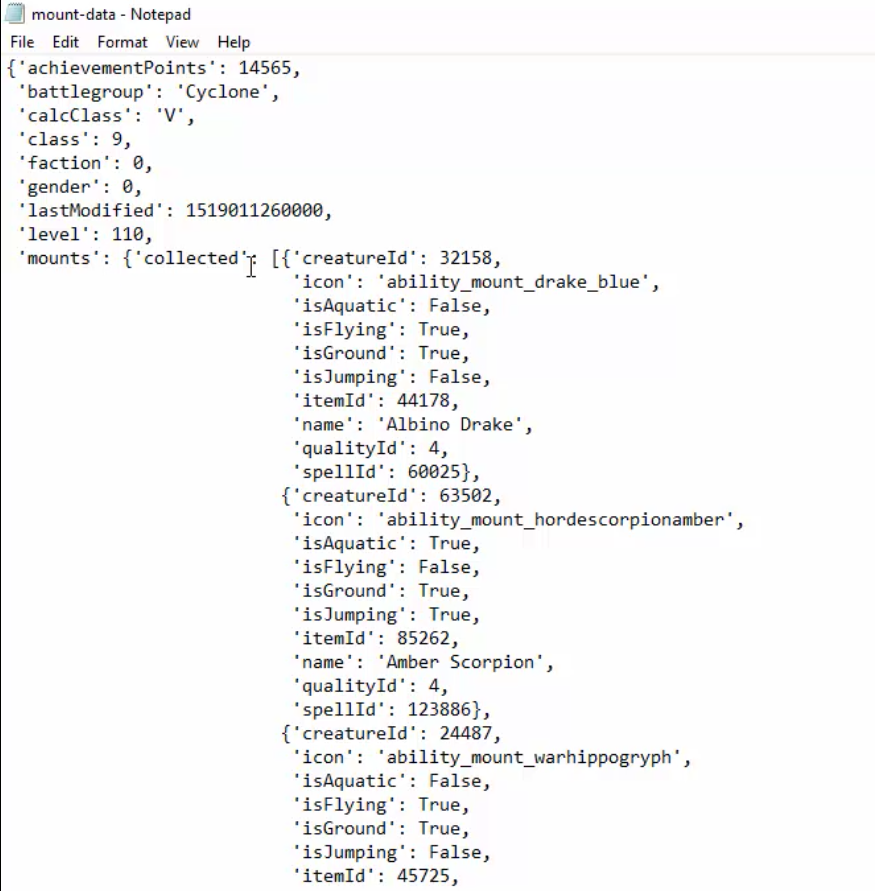 mount-data - Notepad
File Edit Format View Help
{'achievementPoints': 14565,
'battlegroup': 'Cyclone',
'calcClass': 'V',
'class': 9,
'faction': 0,
'gender': 0,
'lastModified': 1519011260000,
'level': 110,
'mounts': {'collected': [{'creatureId': 32158,
'icon': 'ability_mount_drake_blue',
'isAquatic': False,
'isFlying': True,
'isGround': True,
'isJumping': False,
'itemId': 44178,
'name': 'Albino Drake',
'qualityId': 4,
'spellId': 60025},
{'creatureId': 63502,
'icon': 'ability_mount_hordescorpionamber',
'isAquatic': True,
'isFlying': False,
'isGround': True,
'isJumping': True,
'itemId': 85262,
'name': 'Amber Scorpion',
'qualityId': 4,
'spellId': 123886},
{'creatureId': 24487,
'icon': 'ability_mount_warhippogryph',
'isAquatic': False,
'isFlying': True,
'isGround': True,
'isJumping': False,
'itemId': 45725,